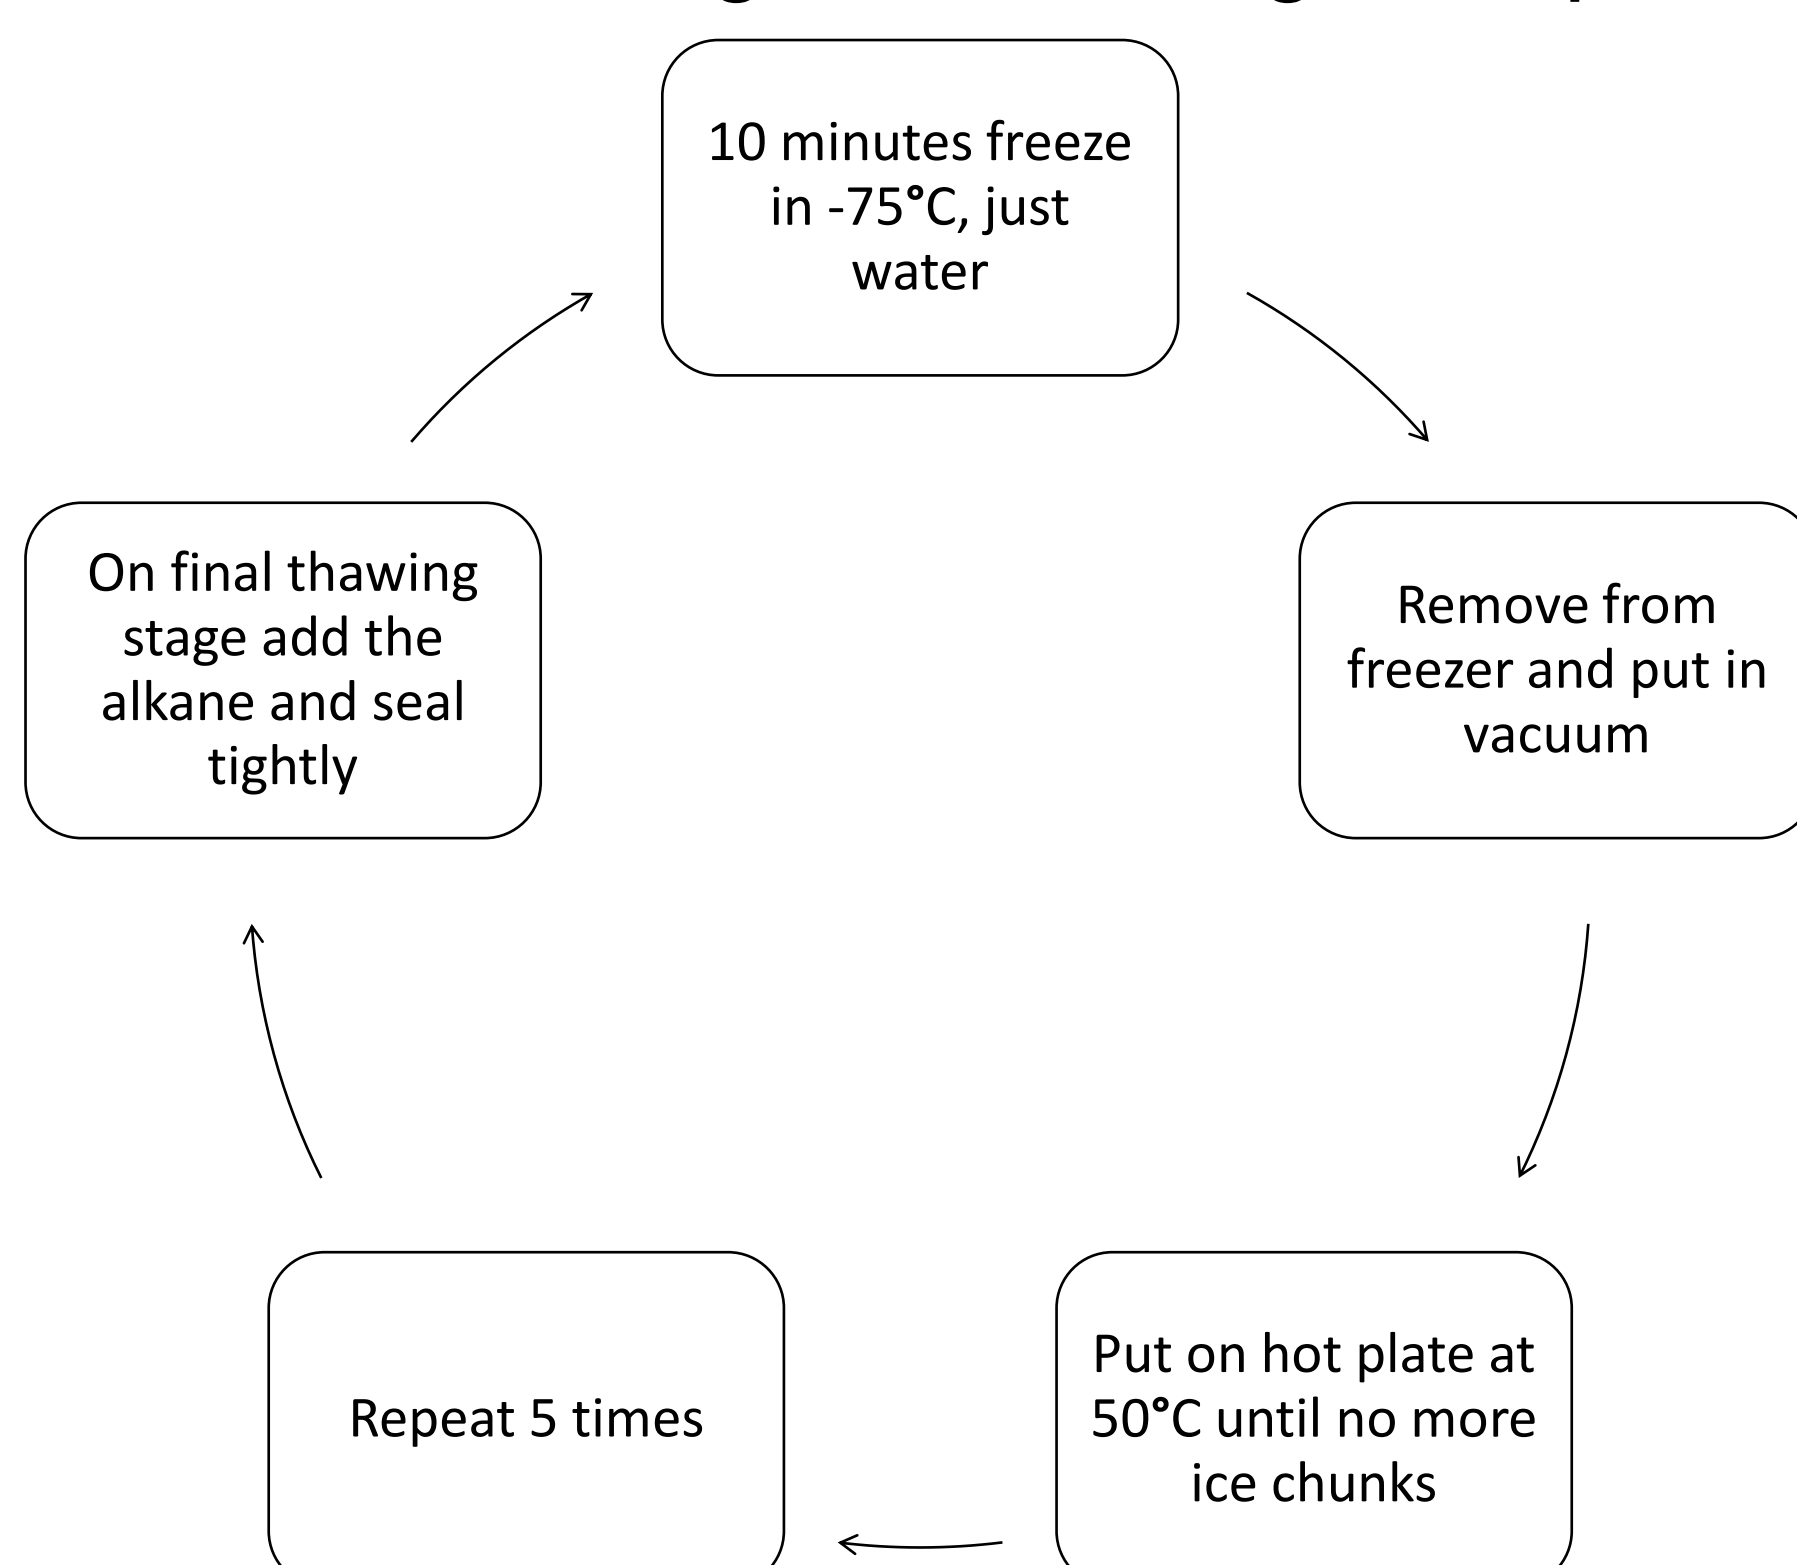 10 minutes freeze
in -75°C, just
water
Remove from
freezer and put in
vacuum
Put on hot plate at
50°C until no more
ice chunks
Repeat 5 times
On final thawing
stage add the
alkane and seal
tightly